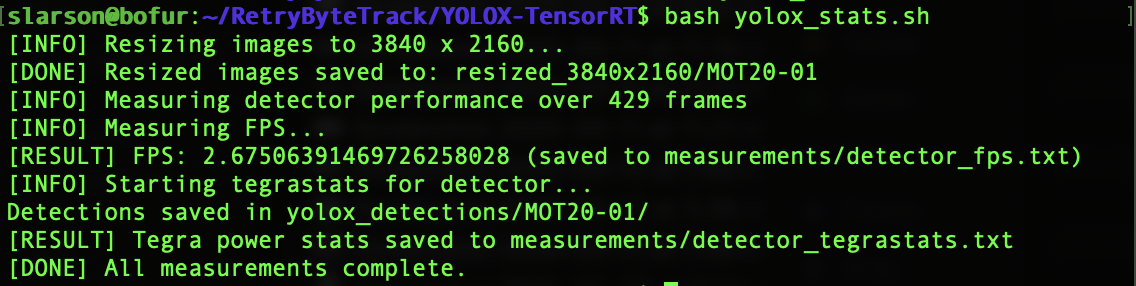 [slarson@bofur:~/RetryByteTrack/YOLOX-TensorRT$ bash yolox_stats.sh ]
[INFO] Resizing images to 3840 x 2160...
[DONE] Resized images saved to: resized_3840x2160/MOT20-01
[INFO] Measuring detector performance over 429 frames
[INFO] Measuring FPS...
[RESULT] FPS: 2.67506391469726258028 (saved to measurements/detector_fps.txt)
[INFO] Starting tegrastats for detector...
Detections saved in yolox_detections/MOT20-01/
[RESULT] Tegra power stats saved to measurements/detector_tegrastats.txt
[DONE] All measurements complete.